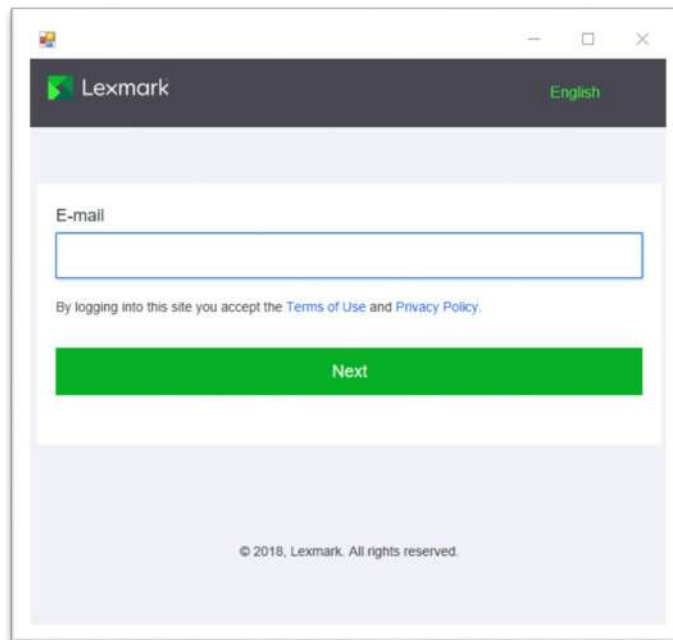 Lexmark
English
E-mail
By logging into this site you accept the Terms of Use and Privacy Policy.
Next
© 2018, Lexmark. All rights reserved.